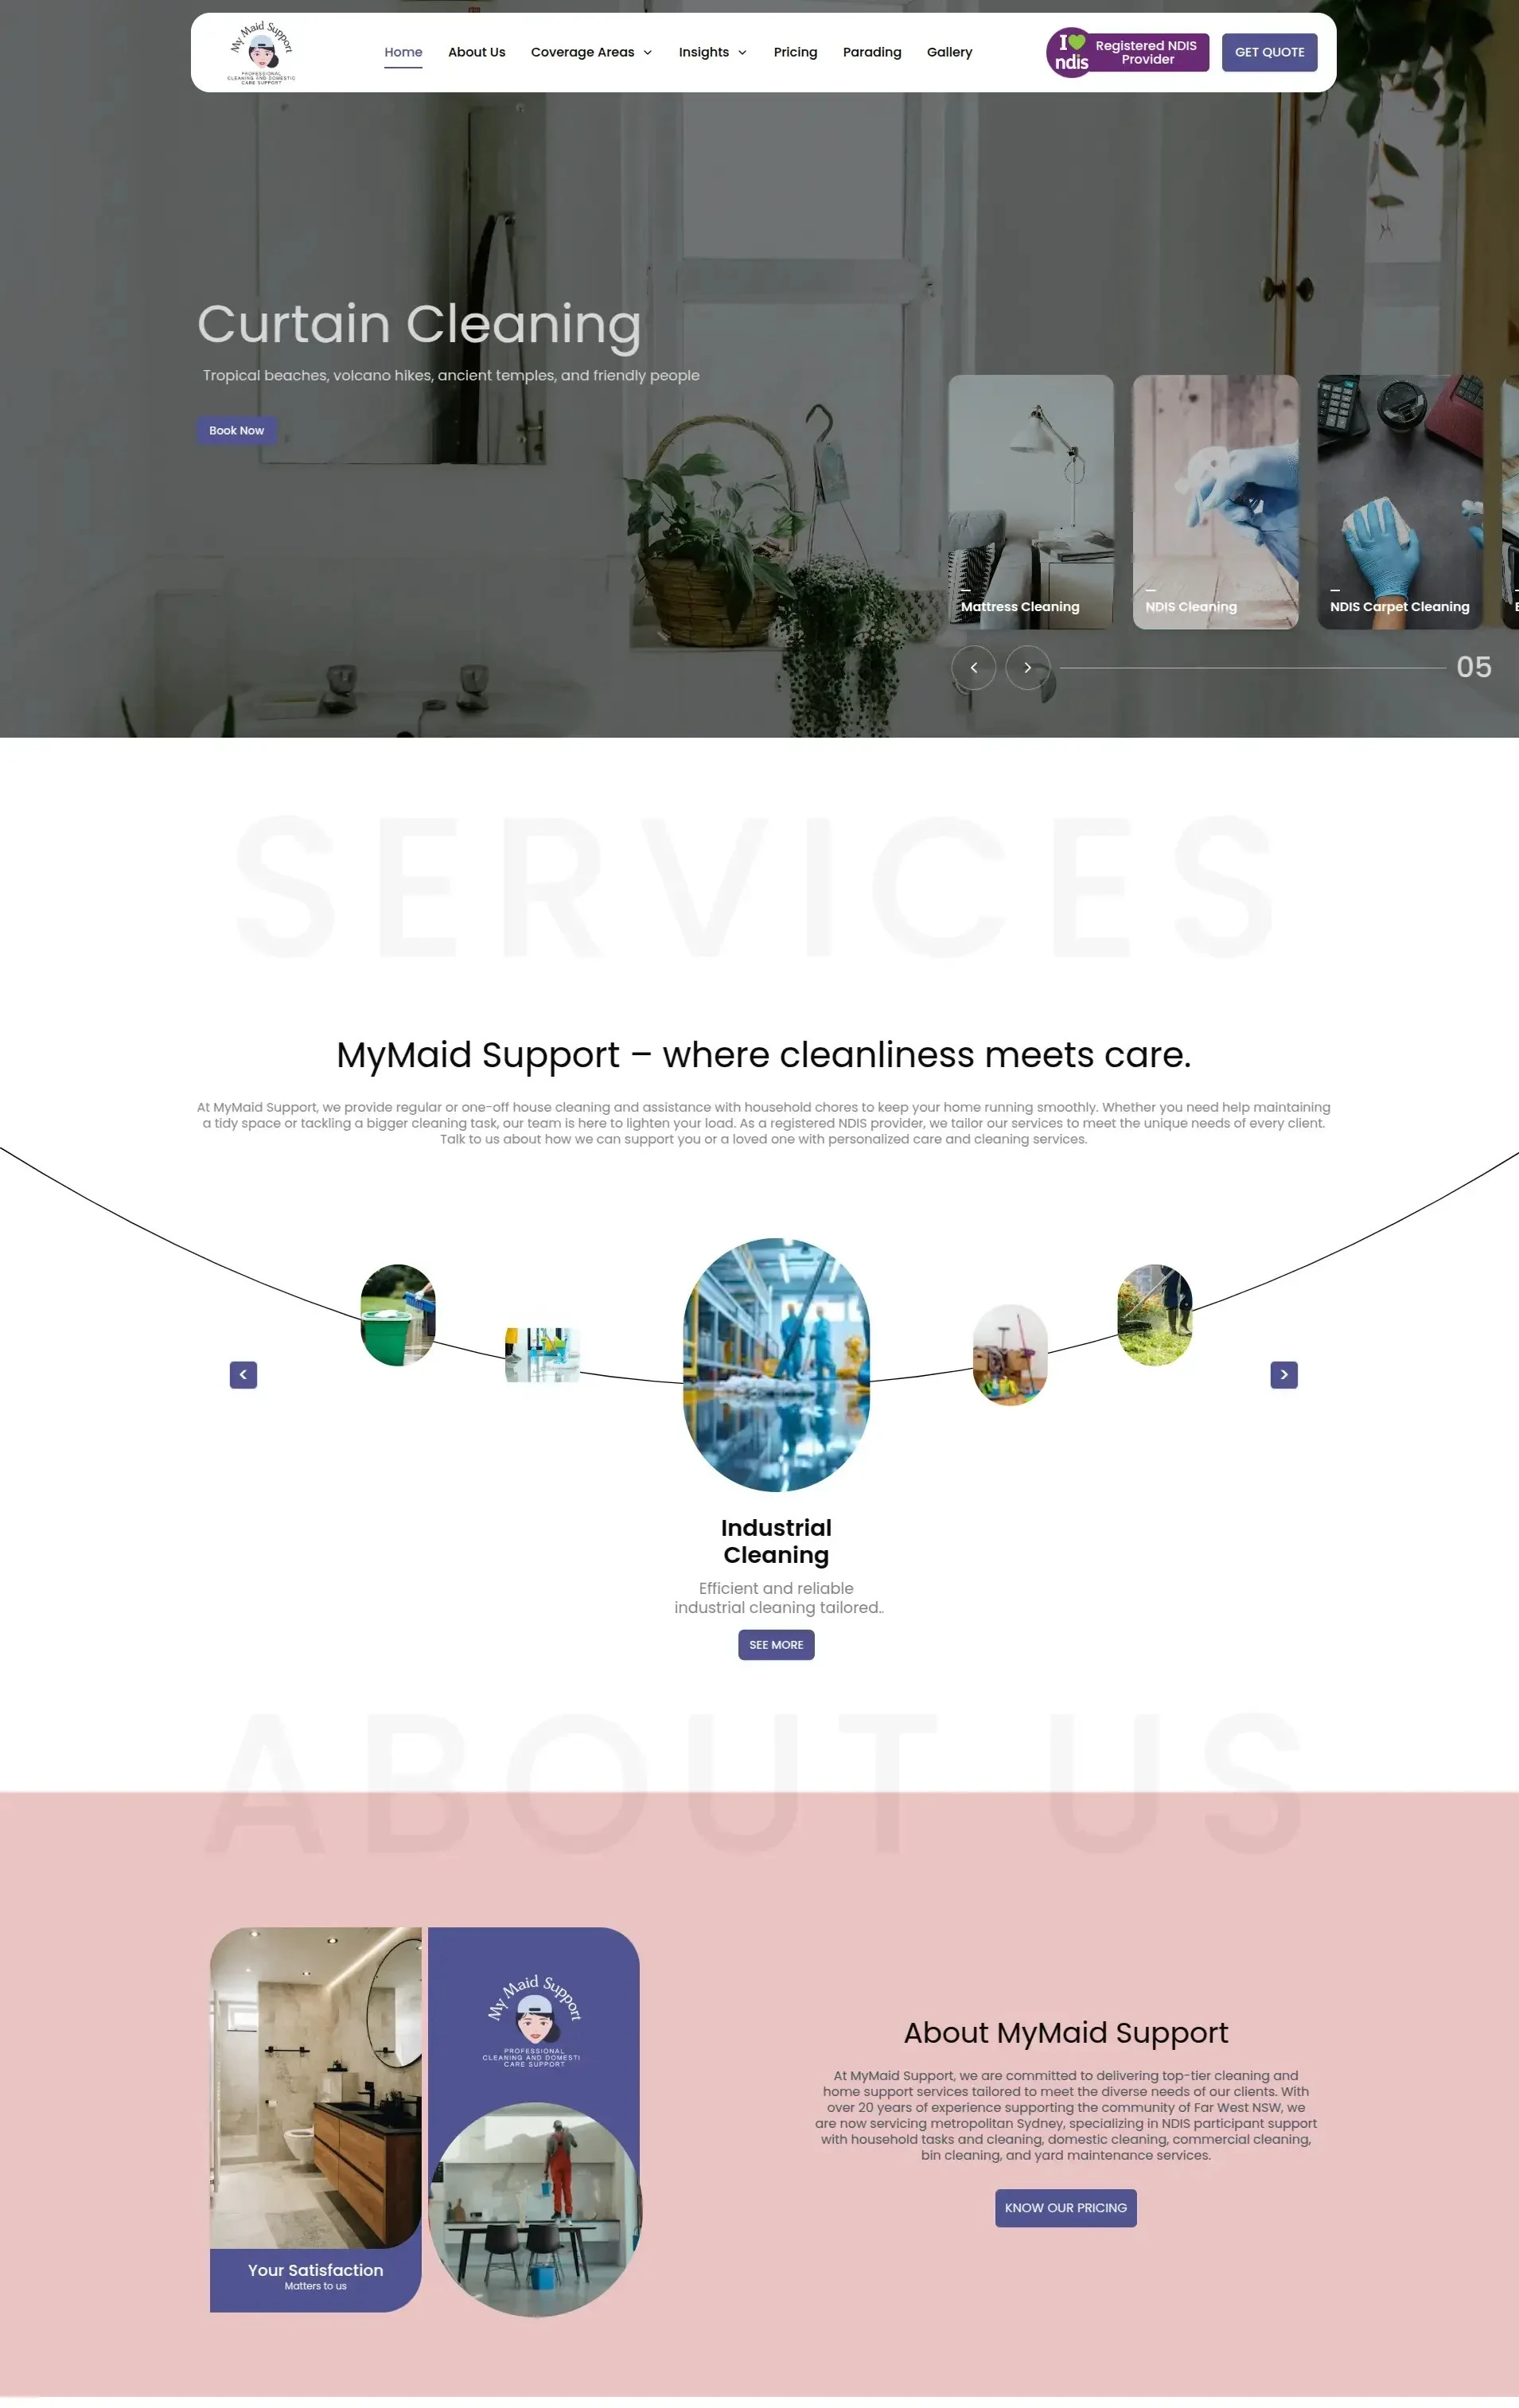 My Maid Support
PROFESSIONAL
CLEANING AND DOMESTIC
CARE SUPPORT
Home
About Us
Coverage Areas
Insights
Pricing
Parading
Gallery
I
ndis
Registered NDIS
Provider
GET QUOTE
Curtain Cleaning
Tropical beaches, volcano hikes, ancient temples, and friendly people
Book Now
Mattress Cleaning
NDIS Cleaning
NDIS Carpet Cleaning
05
SERVICES
MyMaid Support – where cleanliness meets care.
At MyMaid Support, we provide regular or one-off house cleaning and assistance with household chores to keep your home running smoothly. Whether you need help maintaining
a tidy space or tackling a bigger cleaning task, our team is here to lighten your load. As a registered NDIS provider, we tailor our services to meet the unique needs of every client.
Talk to us about how we can support you or a loved one with personalized care and cleaning services.
Industrial
Cleaning
Efficient and reliable
industrial cleaning tailored..
SEE MORE
ABOUT US
My Maid Support
PROFESSIONAL
CLEANING AND DOMESTI
CARE SUPPORT
Your Satisfaction
Matters to us
About MyMaid Support
At MyMaid Support, we are committed to delivering top-tier cleaning and
home support services tailored to meet the diverse needs of our clients. With
over 20 years of experience supporting the community of Far West NSW, we
are now servicing metropolitan Sydney, specializing in NDIS participant support
with household tasks and cleaning, domestic cleaning, commercial cleaning,
bin cleaning, and yard maintenance services.
KNOW OUR PRICING